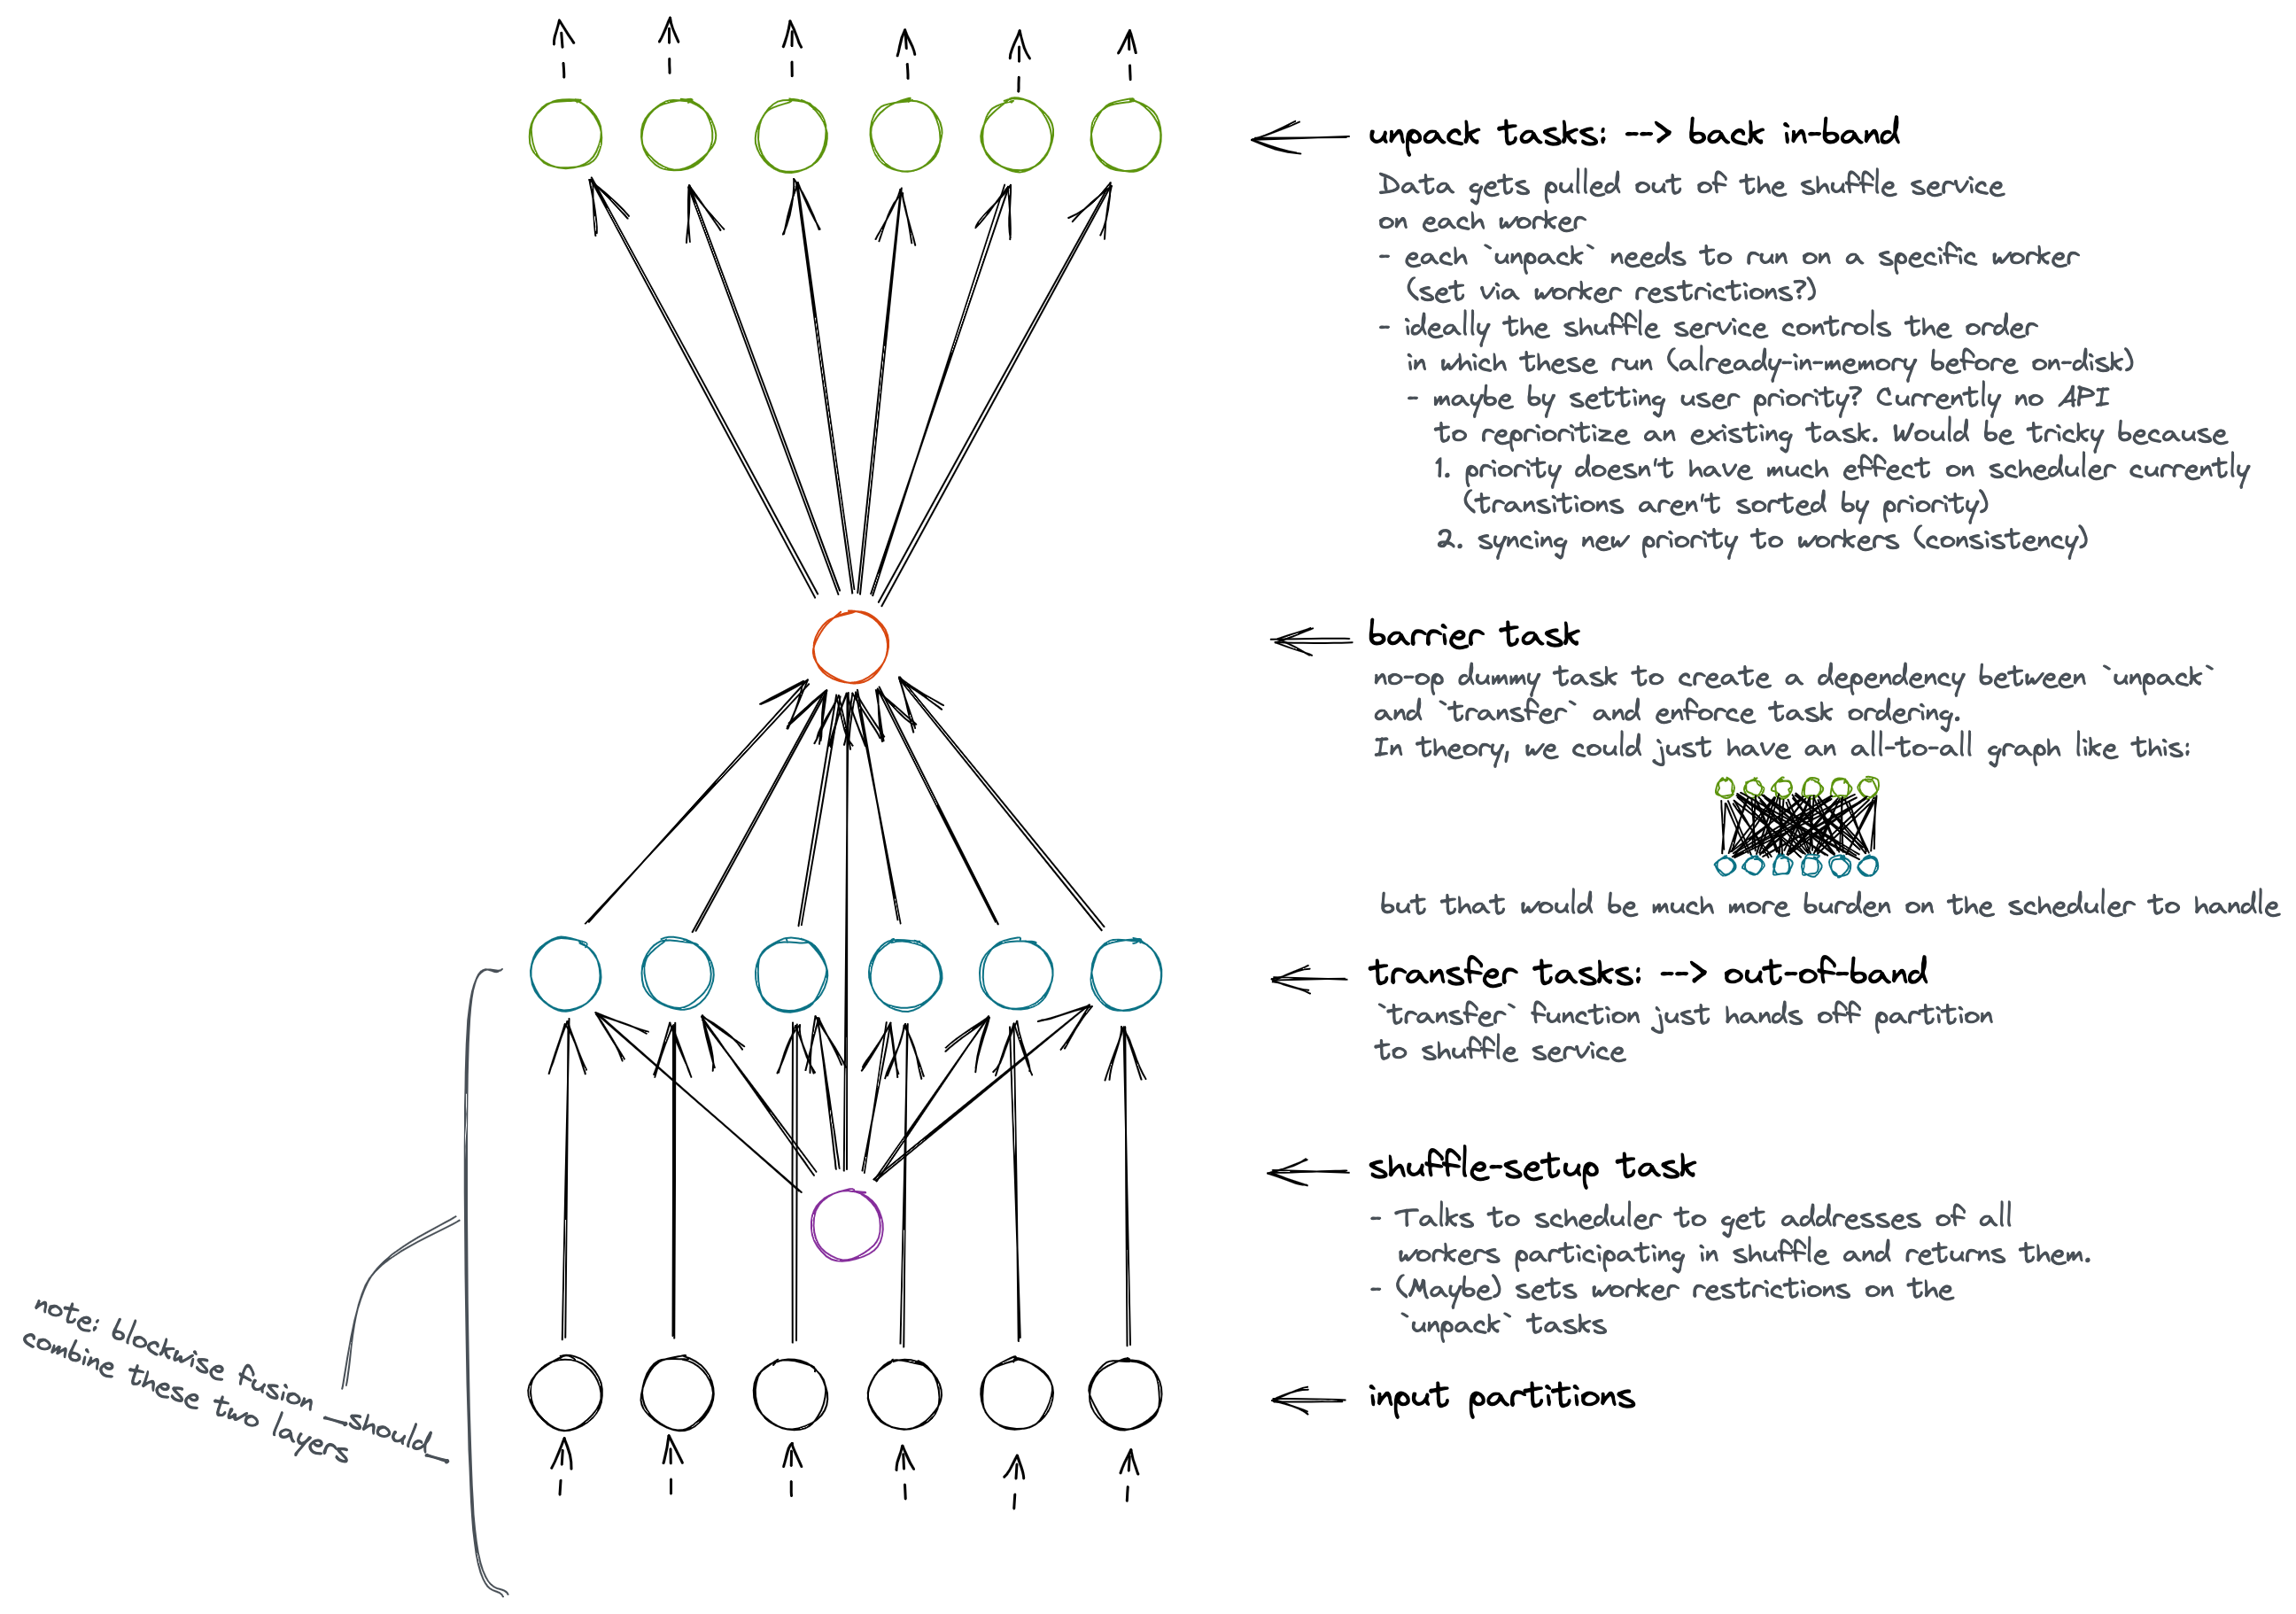 unpack tasks: --> back in-band
Data gets pulled out of the shuffle service
on each worker
- each `unpack` needs to run on a specific worker
(set via worker restrictions?)
- ideally the shuffle service controls the order
in which these run (already-in-memory before on-disk)
- maybe by setting user priority? Currently no API
to reprioritize an existing task. Would be tricky because
1. priority doesn't have much effect on scheduler currently
(transitions aren't sorted by priority)
2. syncing new priority to workers (consistency)
barrier task
no-op dummy task to create a dependency between `unpack`
and `transfer` and enforce task ordering.
In theory, we could just have an all-to-all graph like this:
but that would be much more burden on the scheduler to handle
transfer tasks: --> out-of-band
`transfer` function just hands off partition
to shuffle service
shuffle-setup task
- Talks to scheduler to get addresses of all
workers participating in shuffle and returns them.
- (Maybe) sets worker restrictions on the
`unpack` tasks
input partitions
note: blockwise fusion _should_
combine these two layers